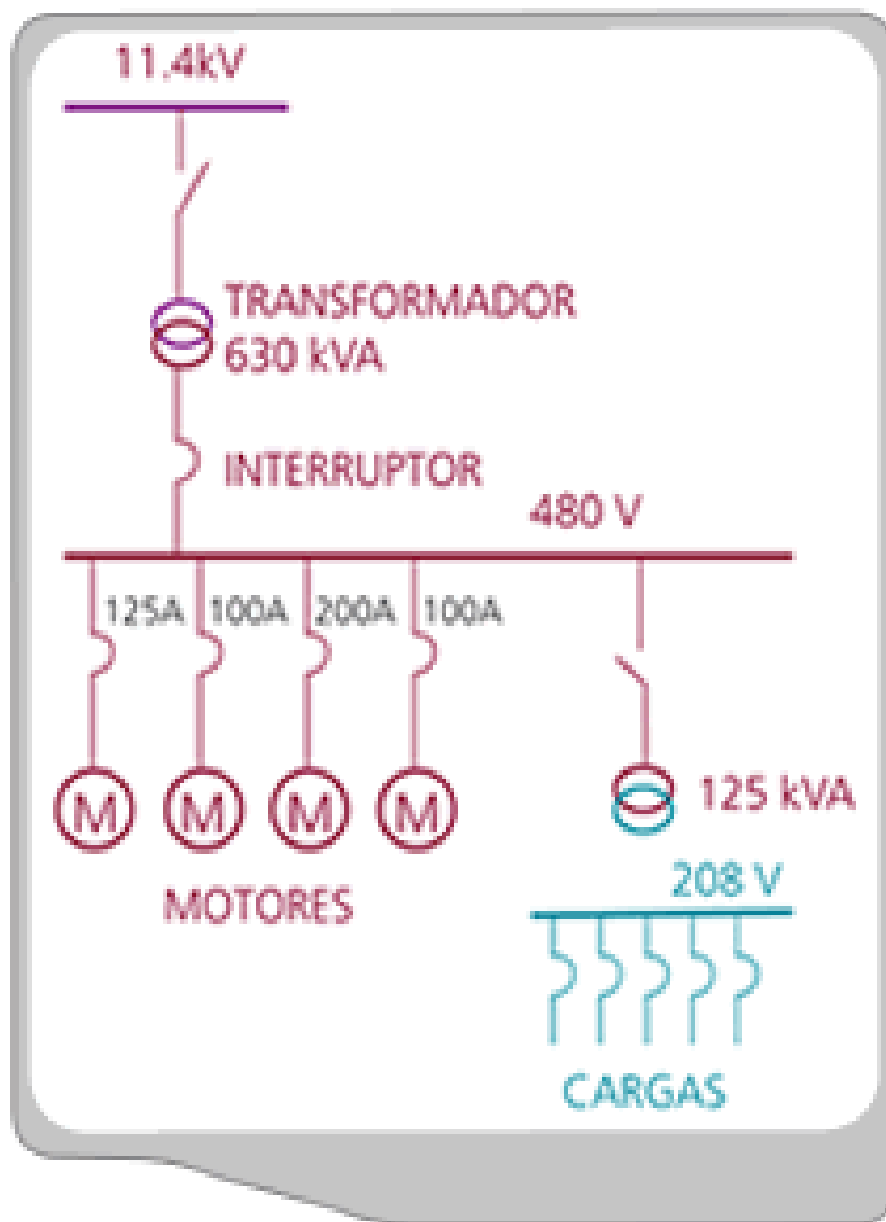 11.4kV
TRANSFORMADOR
630 kVA
INTERRUPTOR
480 V
125A 100A 200A 100A
M M M M
125 kVA
MOTORES
208 V
CARGAS